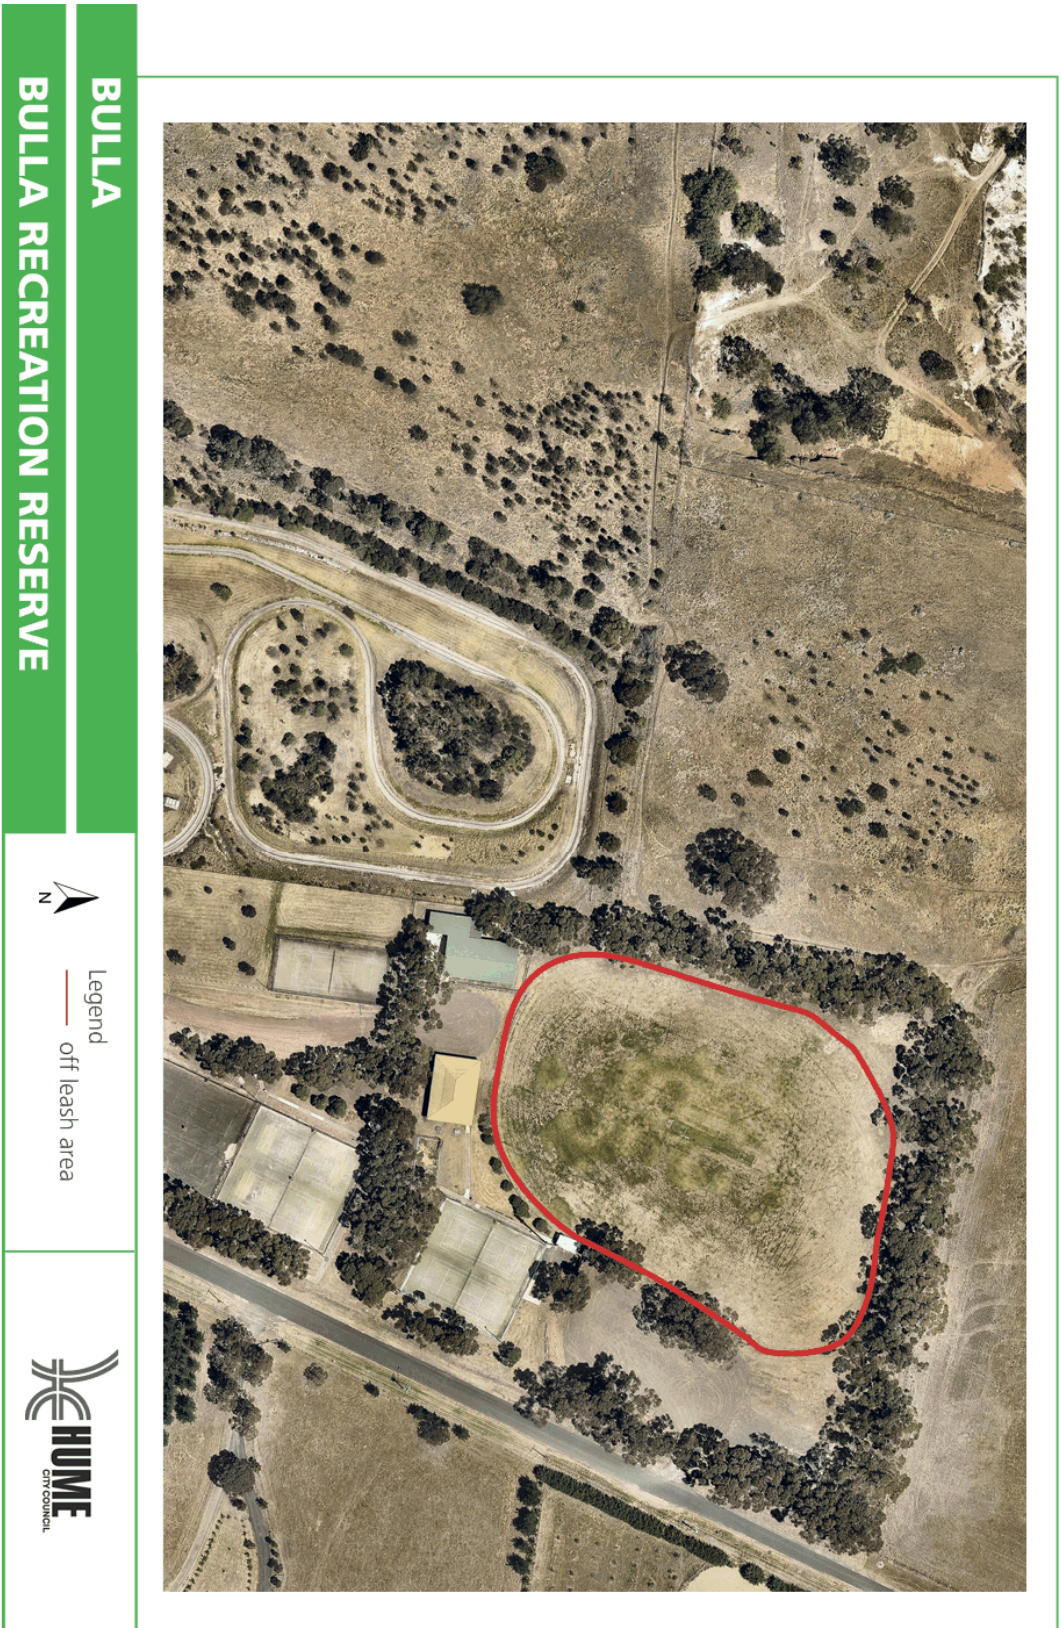 BULLA
BULLA RECREATION RESERVE
N
Legend
off leash area
HUME
CITY COUNCIL